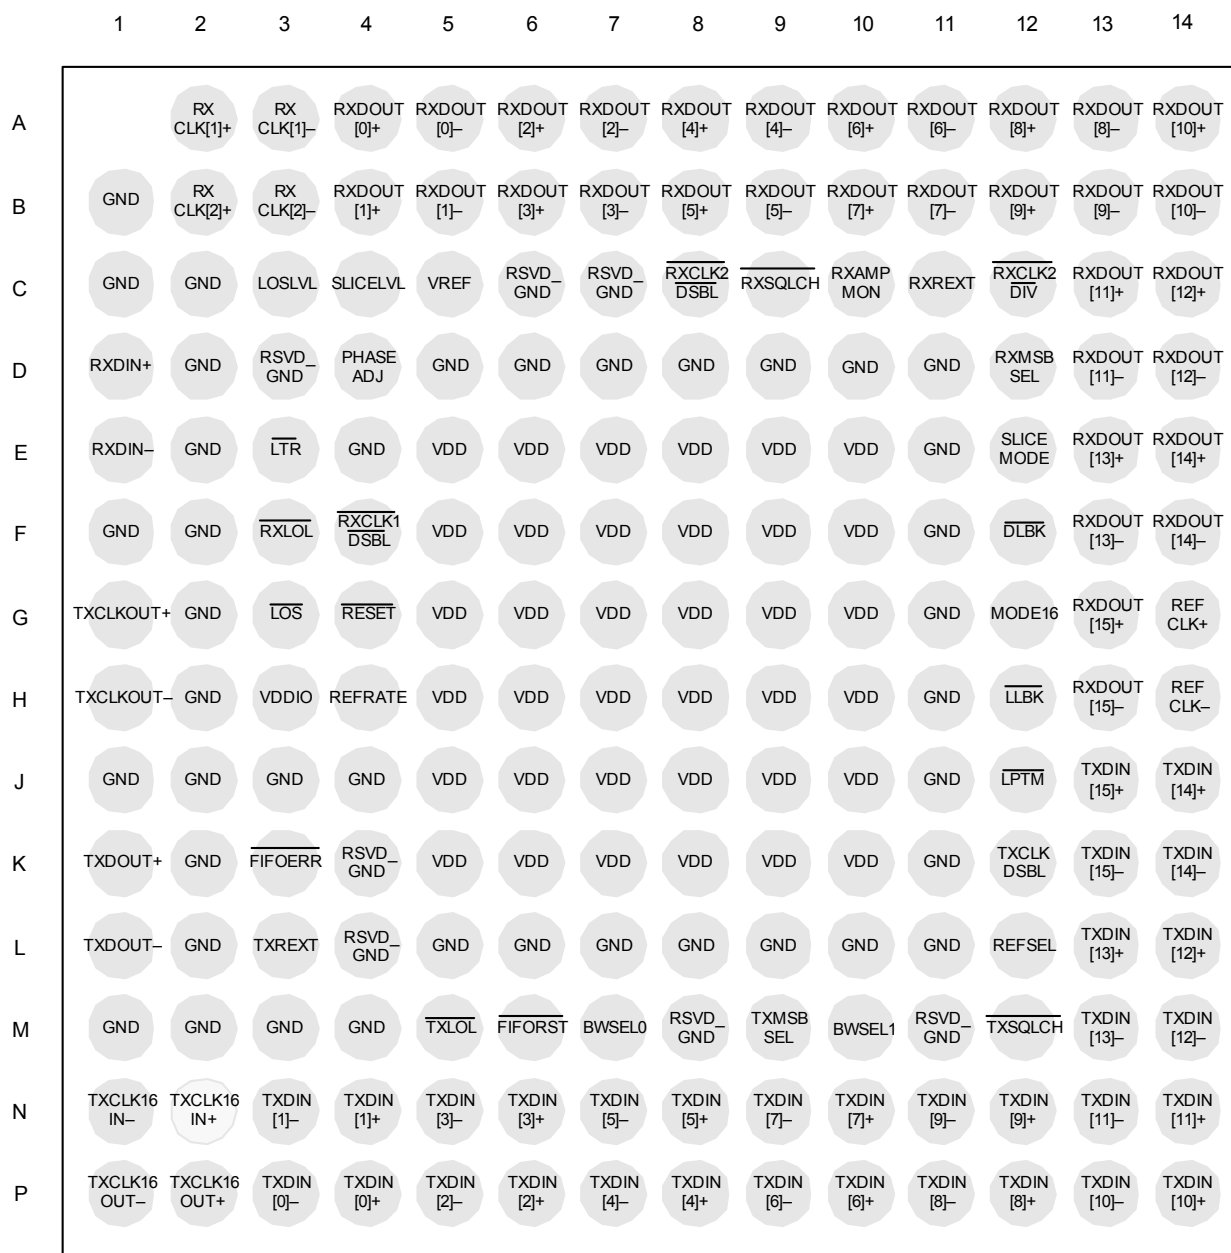 1 2 3 4 5 6 7 8 9 10 11 12 13 14
A
RX RX RXDOUT RXDOUT RXDOUT RXDOUT RXDOUT RXDOUT RXDOUT RXDOUT RXDOUT RXDOUT RXDOUT
CLK[1]+ CLK[1]– [0]+ [0]– [2]+ [2]– [4]+ [4]– [6]+ [6]– [8]+ [8]– [10]+
B
GND
RX RX RXDOUT RXDOUT RXDOUT RXDOUT RXDOUT RXDOUT RXDOUT RXDOUT RXDOUT RXDOUT RXDOUT
CLK[2]+ CLK[2]– [1]+ [1]– [3]+ [3]– [5]+ [5]– [7]+ [7]– [9]+ [9]– [10]–
C
GND GND LOSLVL SLICELVL VREF
RSVD_ RSVD_ RXCLK2
GND GND DSBL
RXSQLCH
RXAMP
MON
RXREXT
RXCLK2 RXDOUT RXDOUT
DIV [11]+ [12]+
D
RXDIN+ GND
RSVD_ PHASE
GND ADJ
GND GND GND GND GND GND GND
RXMSB RXDOUT RXDOUT
SEL [11]– [12]–
E
RXDIN– GND LTR GND VDD VDD VDD VDD VDD VDD GND
SLICE RXDOUT RXDOUT
MODE [13]+ [14]+
F
GND GND RXLOL
RXCLK1
DSBL
VDD VDD VDD VDD VDD VDD GND DLBK
RXDOUT RXDOUT
[13]– [14]–
G
TXCLKOUT+ GND LOS RESET VDD VDD VDD VDD VDD VDD GND MODE16
RXDOUT REF
[15]+ CLK+
H
TXCLKOUT– GND VDDIO REFRATE VDD VDD VDD VDD VDD VDD GND LLBK
RXDOUT REF
[15]– CLK–
J
GND GND GND GND VDD VDD VDD VDD VDD VDD GND LPTM
TXDIN TXDIN
[15]+ [14]+
K
TXDOUT+ GND FIFOERR
RSVD_
GND
VDD VDD VDD VDD VDD VDD GND
TXCLK TXDIN TXDIN
DSBL [15]– [14]–
L
TXDOUT– GND TXREXT
RSVD_
GND
GND GND GND GND GND GND GND REFSEL
TXDIN TXDIN
[13]+ [12]+
M
GND GND GND GND TXLOL FIFORST BWSEL0
RSVD_ TXMSB
GND SEL
BWSEL1
RSVD_
GND
TXSQLCH
TXDIN TXDIN
[13]– [12]–
N
TXCLK16 TXCLK16 TXDIN TXDIN TXDIN TXDIN TXDIN TXDIN TXDIN TXDIN TXDIN TXDIN TXDIN TXDIN
IN– IN+ [1]– [1]+ [3]– [3]+ [5]– [5]+ [7]– [7]+ [9]– [9]+ [11]– [11]+
P
TXCLK16 TXCLK16 TXDIN TXDIN TXDIN TXDIN TXDIN TXDIN TXDIN TXDIN TXDIN TXDIN TXDIN TXDIN
OUT– OUT+ [0]– [0]+ [2]– [2]+ [4]– [4]+ [6]– [6]+ [8]– [8]+ [10]– [10]+